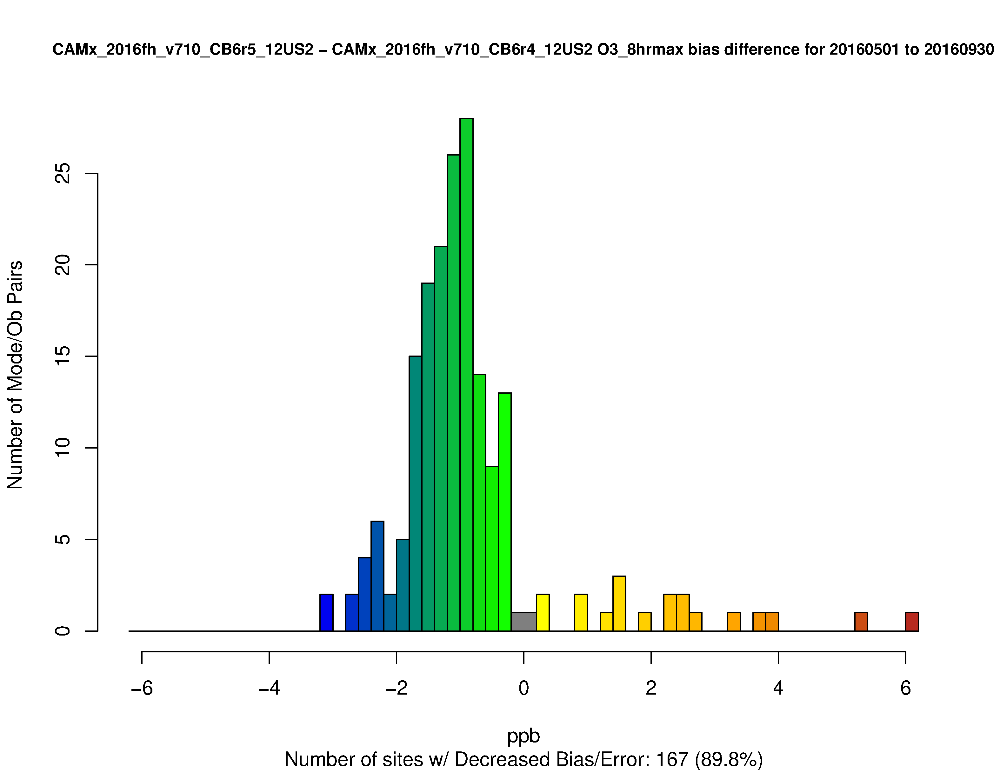 CAMx_2016fh_v710_CB6r5_12US2 − CAMx_2016fh_v710_CB6r4_12US2 O3_8hrmax bias difference for 20160501 to 20160930
Number of Mode/Ob Pairs
25
20
15
10
5
0
−6 −4 −2 0 2 4 6
ppb
Number of sites w/ Decreased Bias/Error: 167 (89.8%)